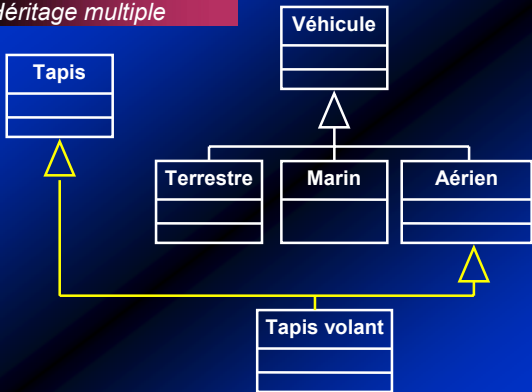 Héritage multiple
Véhicule
Tapis
Terrestre
Marin
Aérien
Tapis volant